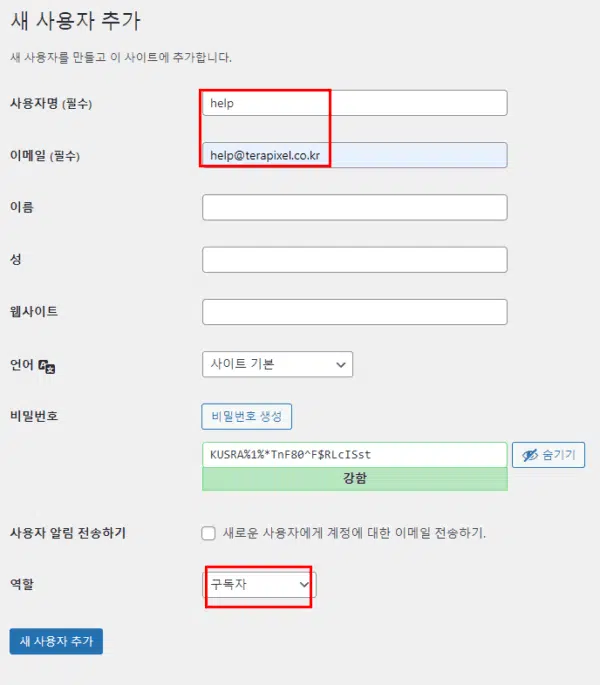 새 사용자 추가
새 사용자를 만들고 이 사이트에 추가합니다.
사용자명 (필수)
help
이메일 (필수)
help@terapixel.co.kr
이름
성
웹사이트
언어
사이트 기본
비밀번호
비밀번호 생성
KUSRA%1%*TnF80^F$RLcISst
숨기기
강함
사용자 알림 전송하기
새로운 사용자에게 계정에 대한 이메일 전송하기.
역할
구독자
새 사용자 추가